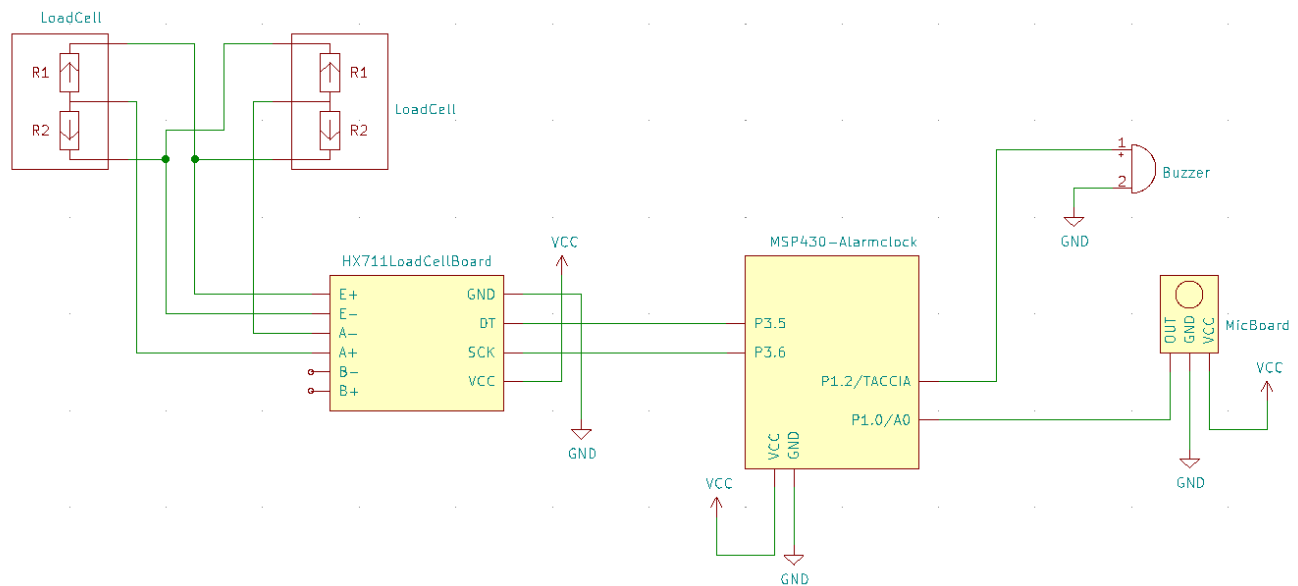 LoadCell
R1
R2
R1
R2
LoadCell
1
+
2
Buzzer
GND
HX711LoadCellBoard
E+
E-
A-
A+
B-
B+
GND
DT
SCK
VCC
VCC
GND
MSP430-Alarmclock
P3.5
P3.6
P1.2/TACCIA
P1.0/A0
VCC
GND
VCC
GND
OUT
GND
VCC
MicBoard
VCC
GND